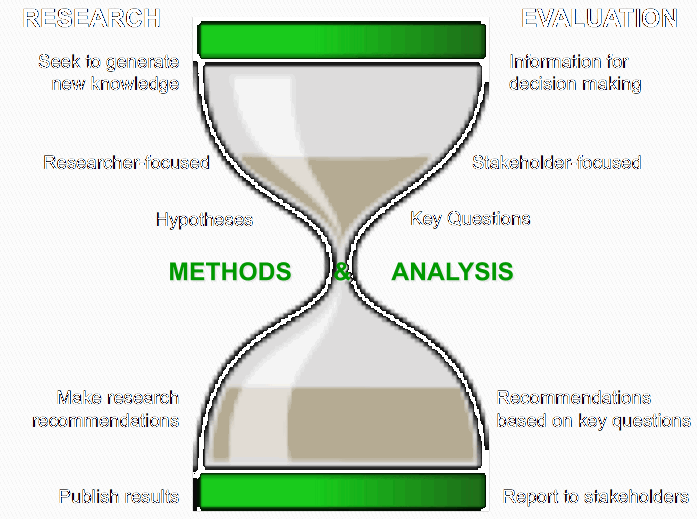 RESEARCH
EVALUATION
Seek to generate
new knowledge
Information for
decision making
Researcher-focused
Stakeholder focused
Hypotheses
Key Questions
METHODS & ANALYSIS
Make research
recommendations
Recommendations
based on key questions
Publish results
Report to stakeholders